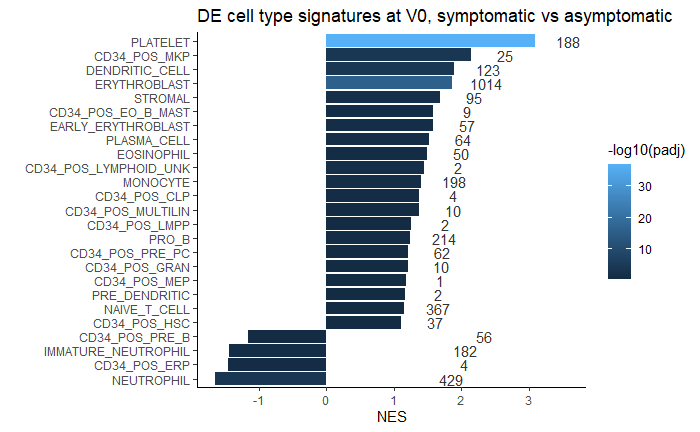 DE cell type signatures at V0, symptomatic vs asymptomatic
PLATELET 188
CD34_POS_MKP 25
DENDRITIC_CELL 123
ERYTHROBLAST 1014
STROMAL 95
CD34_POS_EO_B_MAST 9
EARLY_ERYTHROBLAST 57
PLASMA_CELL 64
EOSINOPHIL 50
CD34_POS_LYMPHOID_UNK 2
MONOCYTE 198
CD34_POS_CLP 4
CD34_POS_MULTILIN 10
CD34_POS_LMPP 2
PRO_B 214
CD34_POS_PRE_PC 62
CD34_POS_GRAN 10
CD34_POS_MEP 1
PRE_DENDRITIC 2
NAIVE_T_CELL 367
CD34_POS_HSC 37
CD34_POS_PRE_B 56
IMMATURE_NEUTROPHIL 182
CD34_POS_ERP 4
NEUTROPHIL 429
-1 0 1 2 3
NES
-log10(padj)
30
20
10